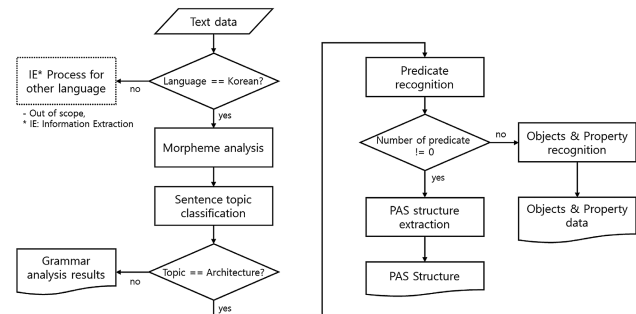 Text data
IE* Process for
other language
Language == Korean?
no
- Out of scope,
* IE: Information Extraction
yes
Morpheme analysis
Sentence topic
classification
Grammar
analysis results
no
Topic == Architecture?
yes
Predicate
recognition
Number of predicate
!= 0
no
Objects & Property
recognition
yes
PAS structure
extraction
Objects & Property
data
PAS Structure